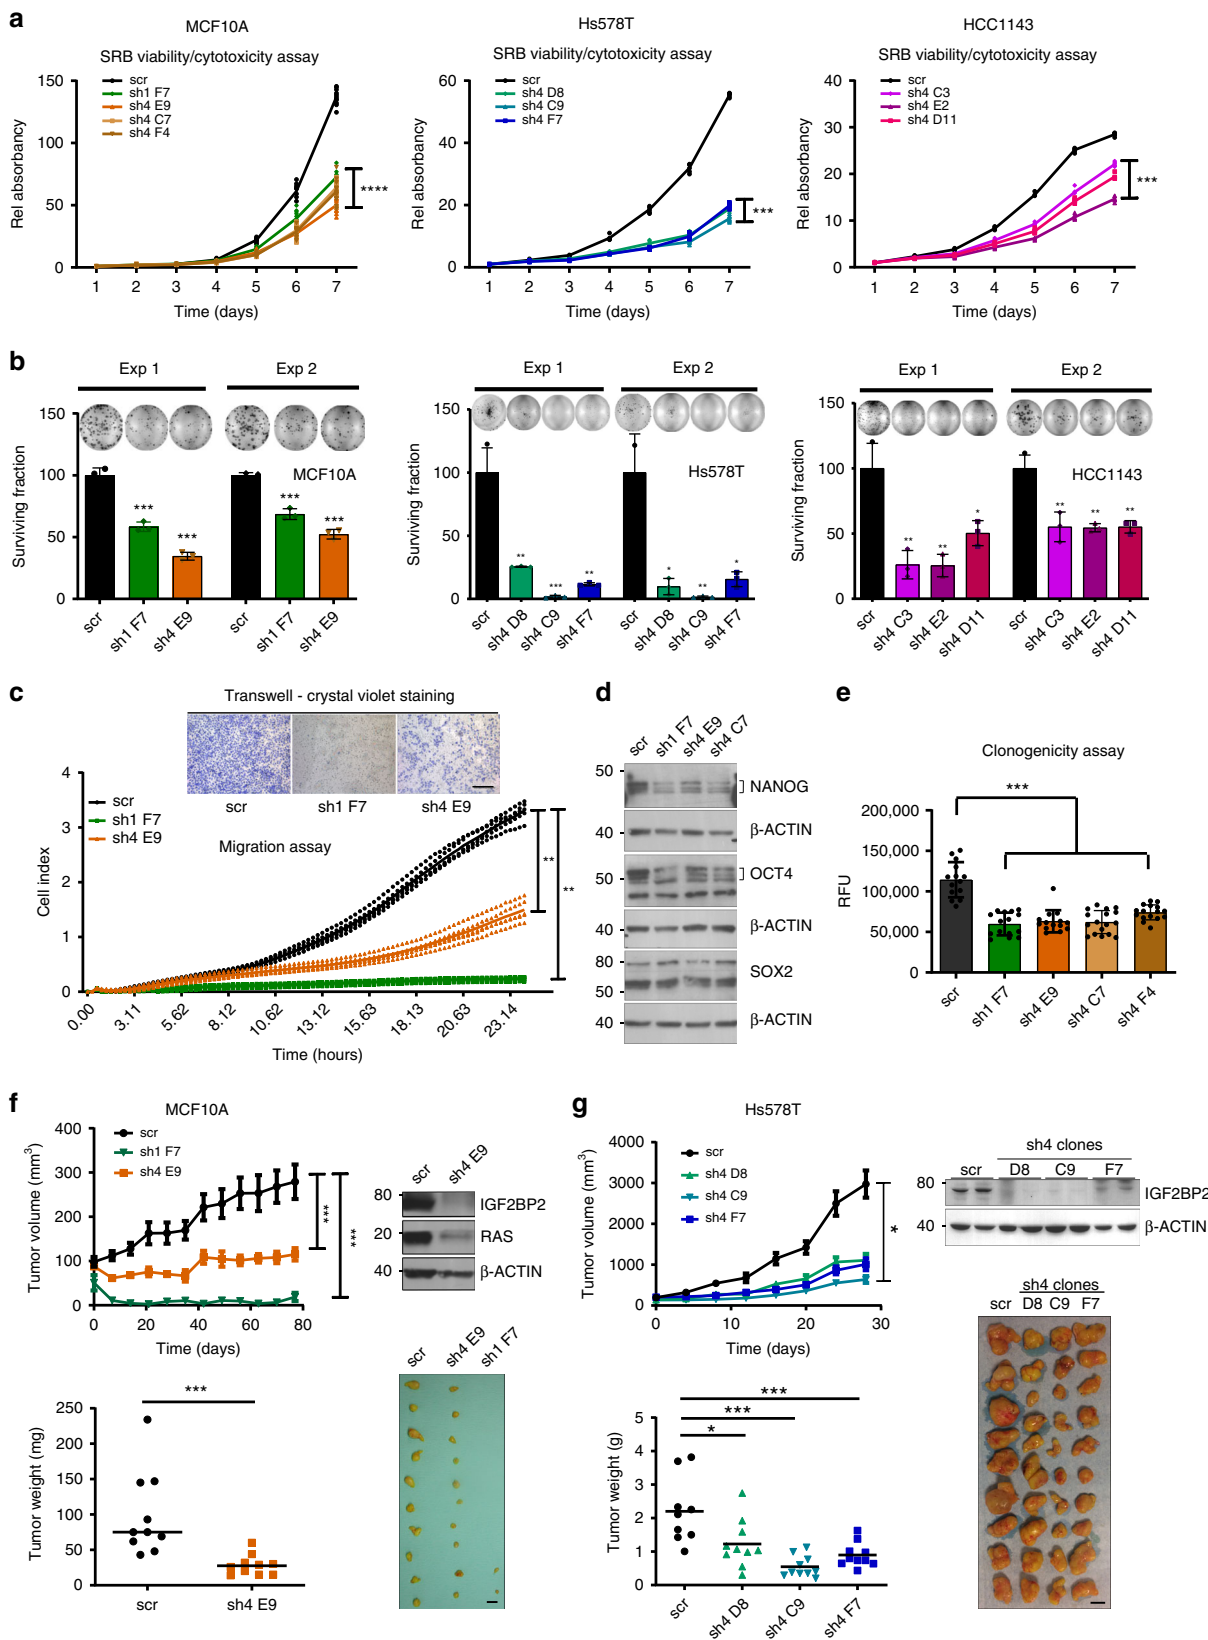 a
MCF10A
SRB viability/cytotoxicity assay
Rel absorbancy
150
100
50
0
scr
sh1 F7
sh4 E9
sh4 C7
sh4 F4
****
1 2 3 4 5 6 7
Time (days)
Hs578T
SRB viability/cytotoxicity assay
Rel absorbancy
60
40
20
0
scr
sh4 D8
sh4 C9
sh4 F7
***
1 2 3 4 5 6 7
Time (days)
HCC1143
SRB viability/cytotoxicity assay
Rel absorbancy
40
30
20
10
0
scr
sh4 C3
sh4 E2
sh4 D11
***
1 2 3 4 5 6 7
Time (days)
b
Exp 1 Exp 2
Surviving fraction
150
100
50
0
MCF10A
*** *** *** ***
scr sh1 F7 sh4 E9 scr sh1 F7 sh4 E9
Exp 1 Exp 2
Surviving fraction
150
100
50
0
Hs578T
** *** ** * ** *
scr sh4 D8 sh4 C9 sh4 F7 scr sh4 D8 sh4 C9 sh4 F7
Exp 1 Exp 2
Surviving fraction
150
100
50
0
HCC1143
** ** * ** ** **
scr sh4 C3 sh4 E2 sh4 D11 scr sh4 C3 sh4 E2 sh4 D11
c
Transwell - crystal violet staining
scr sh1 F7 sh4 E9
Cell index
4
3
2
1
0
scr
sh1 F7
sh4 E9
Migration assay
**
**
0.00 3.11 5.62 8.12 10.62 13.12 15.63 18.13 20.63 23.14
Time (hours)
d
scr sh1 F7 sh4 E9 sh4 C7
50
NANOG
40
β-ACTIN
50
OCT4
40
β-ACTIN
80
SOX2
50
40
β-ACTIN
e
Clonogenicity assay
***
RFU
200,000
150,000
100,000
50,000
0
scr sh1 F7 sh4 E9 sh4 C7 sh4 F4
f
MCF10A
Tumor volume (mm³)
400
300
200
100
0
scr
sh1 F7
sh4 E9
***
***
0 20 40 60 80
Time (days)
scr sh4 E9
80
IGF2BP2
20
RAS
40
β-ACTIN
Tumor weight (mg)
250
200
150
100
50
0
***
scr sh4 E9
scr sh4 E9 sh1 F7
g
Hs578T
Tumor volume (mm³)
4000
3000
2000
1000
0
scr
sh4 D8
sh4 C9
sh4 F7
*
0 10 20 30
Time (days)
sh4 clones
scr D8 C9 F7
80
IGF2BP2
40
β-ACTIN
Tumor weight (g)
5
4
3
2
1
0
***
***
*
scr sh4 D8 sh4 C9 sh4 F7
sh4 clones
scr D8 C9 F7